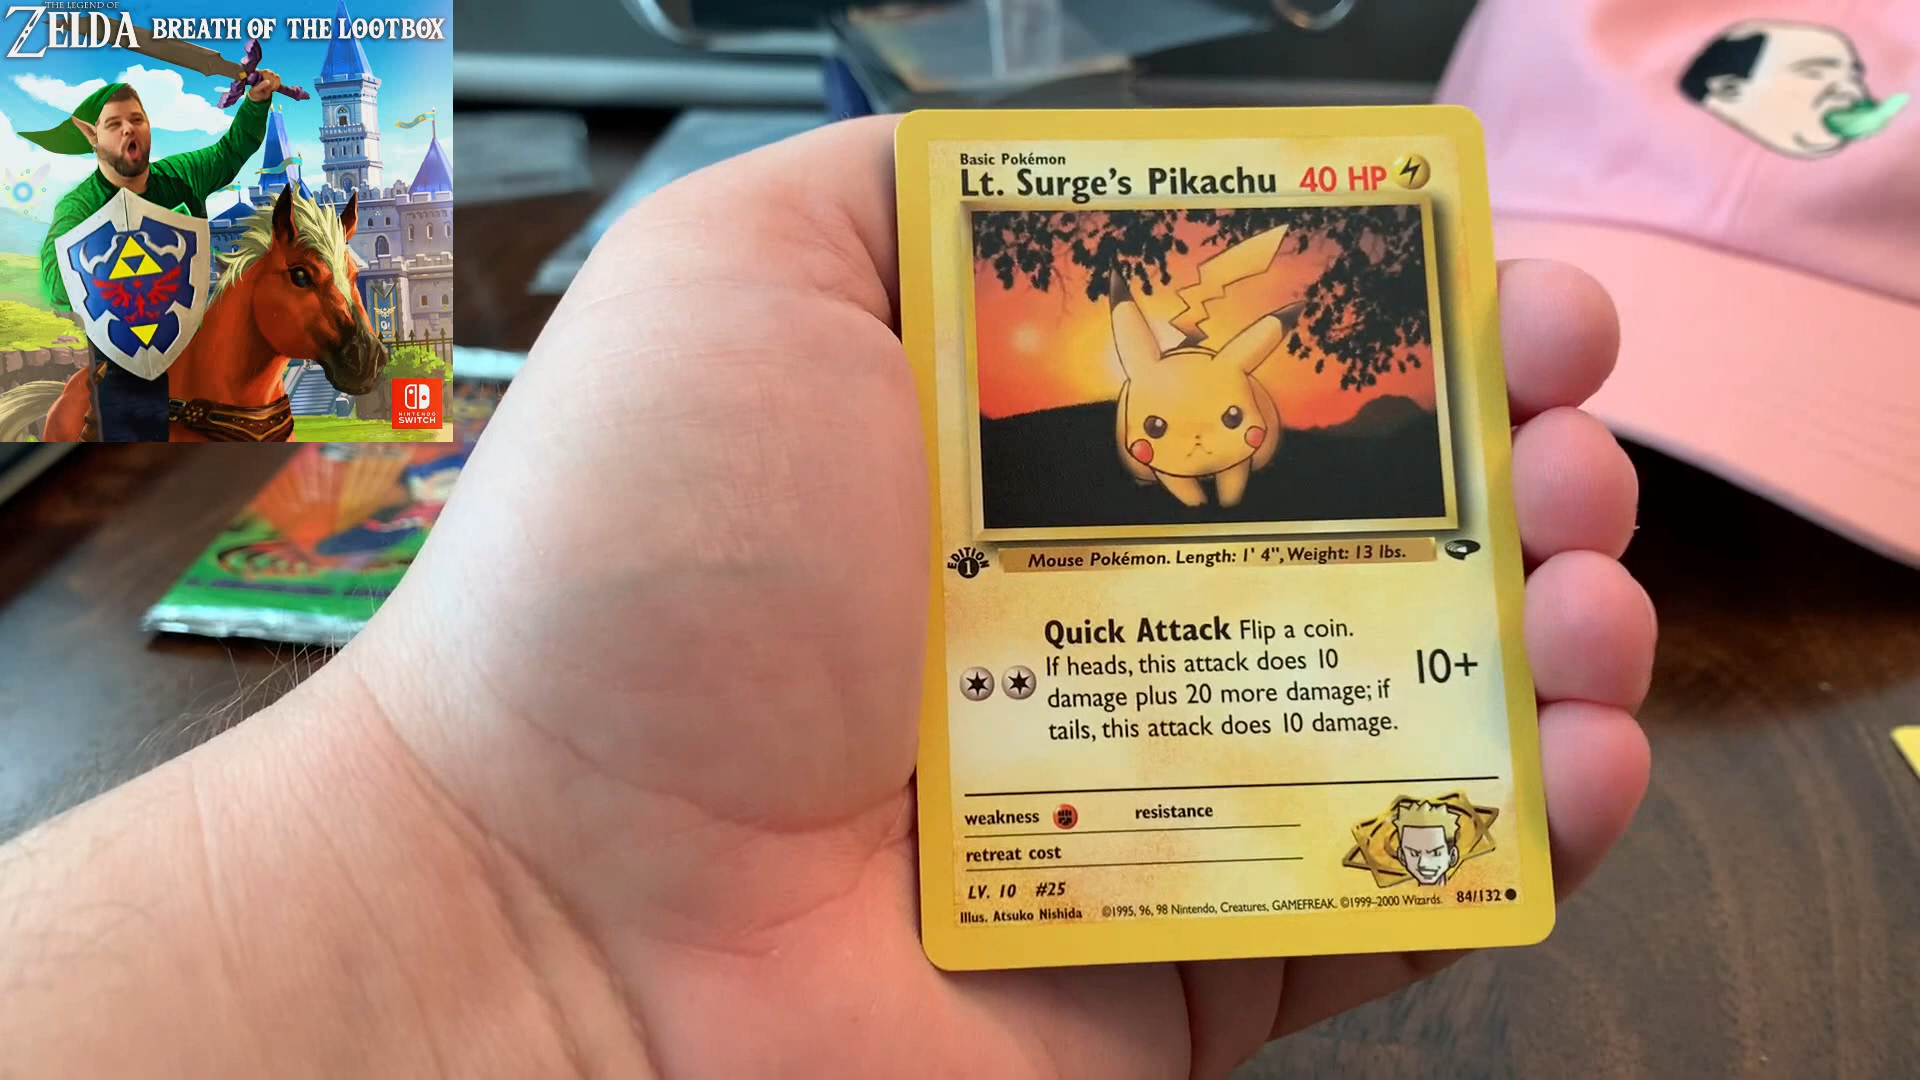 THE LEGEND OF
ZELDA BREATH OF THE LOOTBOX
NINTENDO
SWITCH
Basic Pokémon
Lt. Surge's Pikachu 40 HP
EDITION
1
Mouse Pokémon. Length: 1' 4", Weight: 13 lbs.
Quick Attack Flip a coin.
If heads, this attack does 10
damage plus 20 more damage; if
tails, this attack does 10 damage.
10+
weakness resistance
retreat cost
LV. 10 #25
Illus. Atsuko Nishida ©1995, 96, 98 Nintendo, Creatures, GAMEFREAK. ©1999-2000 Wizards. 84/132